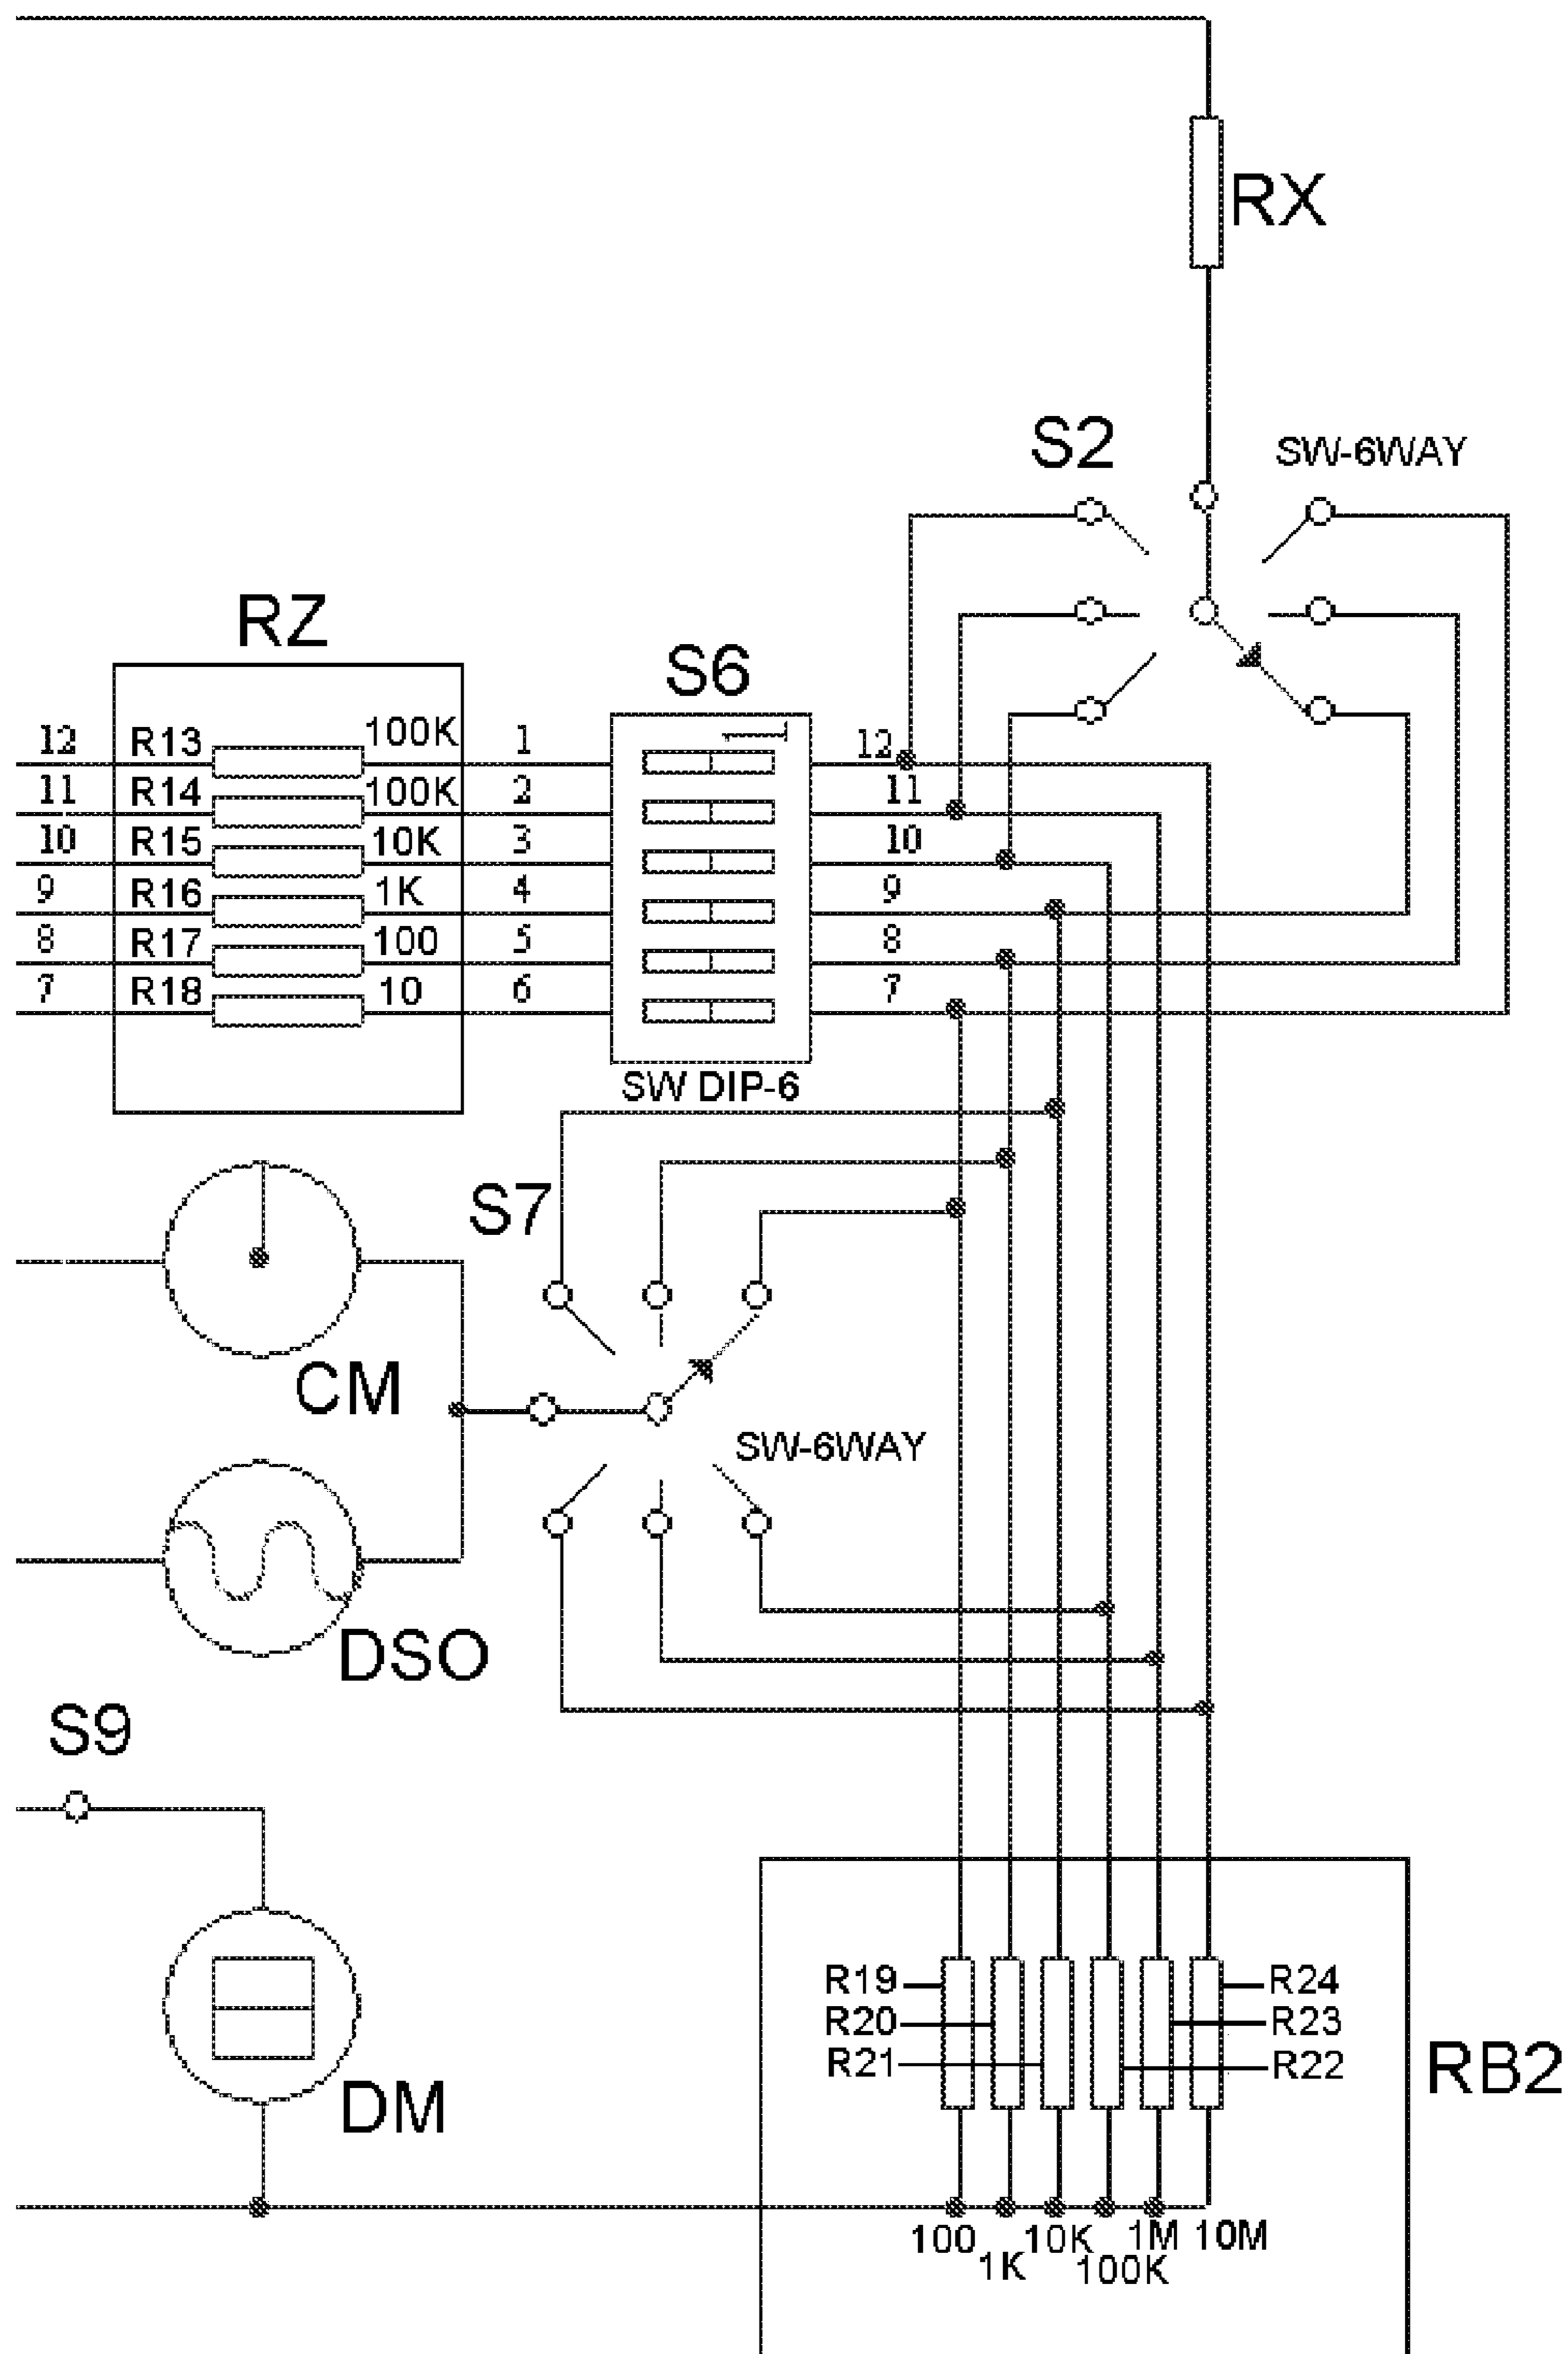 RX
S2 SW-6WAY
RZ
S6
12 R13 100K 1 12
11 R14 100K 2 11
10 R15 10K 3 10
9 R16 1K 4 9
8 R17 100 5 8
7 R18 10 6 7
SW DIP-6
S7
CM
SW-6WAY
DSO
S9
R19 R24
R20 R23
R21 R22
RB2
DM
100 10K 1M 10M
1K 100K